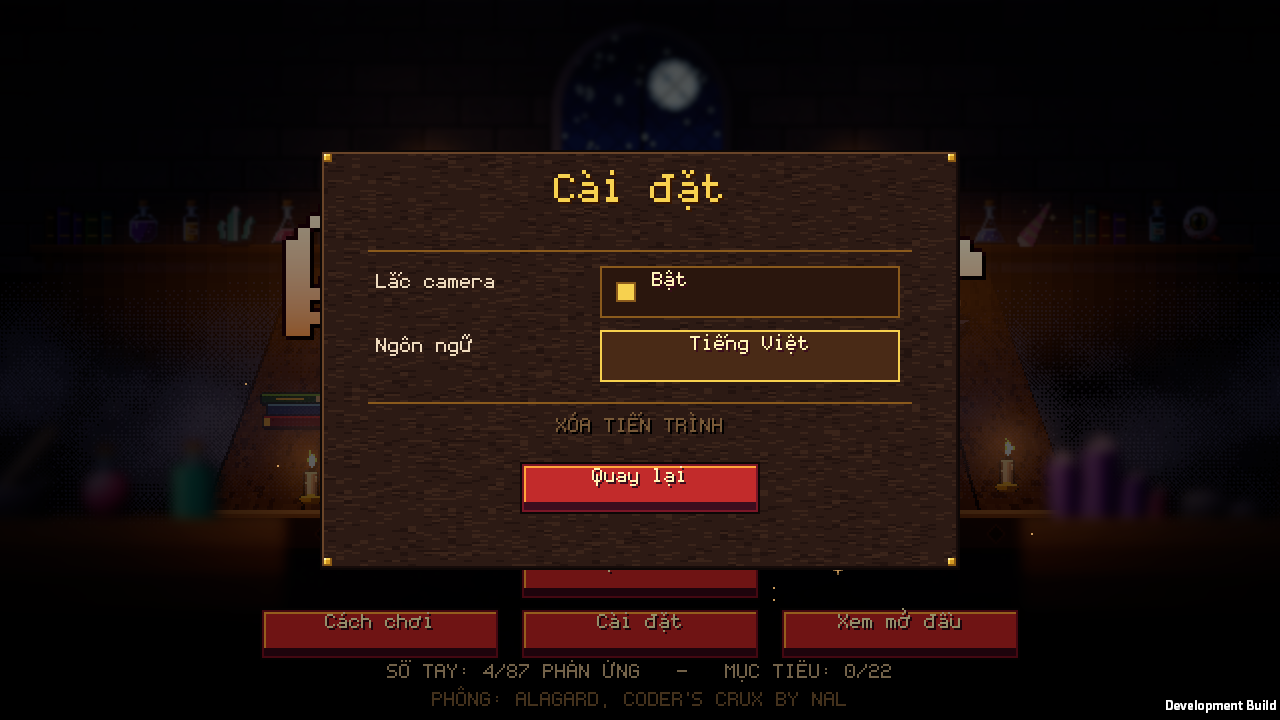 Cài đặt
Lắc camera
Bật
Ngôn ngữ
Tiếng Việt
XÓA TIẾN TRÌNH
Quay lại
Cách chơi
Cài đặt
Xem mở đầu
SỔ TAY: 4/87 PHẢN ỨNG — MỤC TIÊU: 0/22
PHÔNG: ALAGARD, CODER'S CRUX BY NAL
Development Build